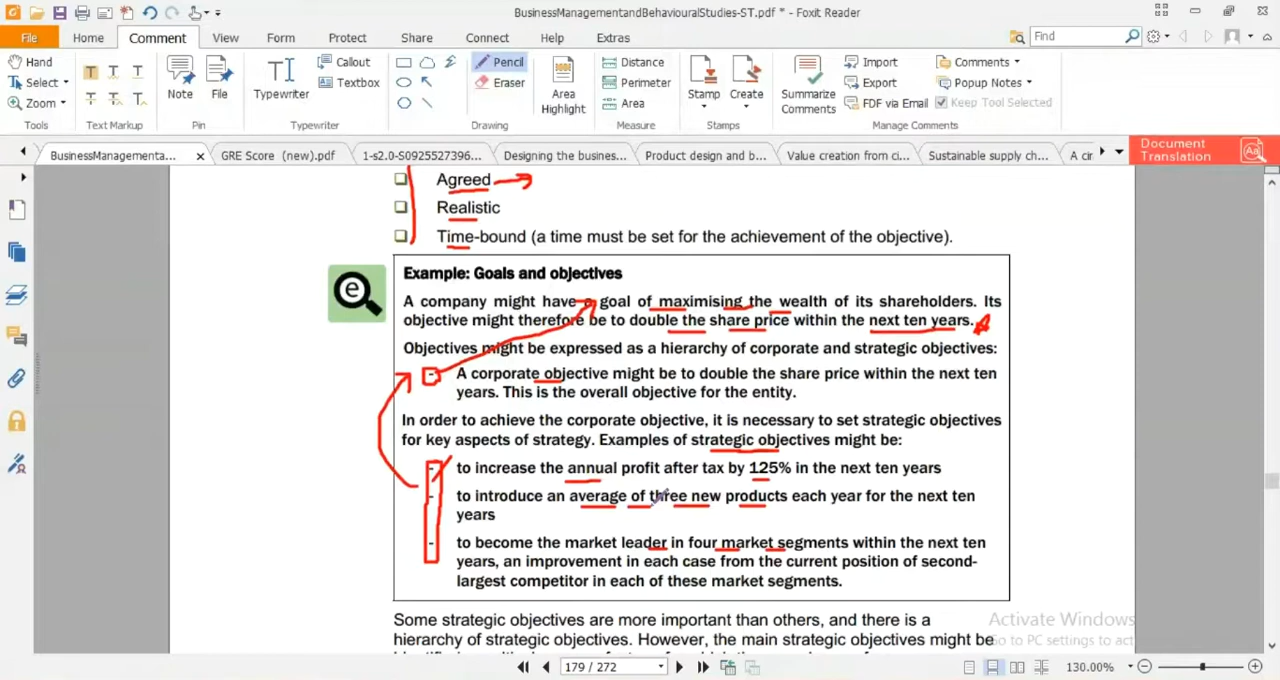 BusinessManagementandBehaviouralStudies-ST.pdf * - Foxit Reader
File Home Comment View Form Protect Share Connect Help Extras Find
Hand
Select
Zoom
Tools
Text Markup
Note
File
Pin
Typewriter
Callout
Textbox
Typewriter
Pencil
Eraser
Area Highlight
Drawing
Distance
Perimeter
Area
Measure
Stamp
Create
Stamps
Summarize Comments
Import
Export
FDF via Email
Comments
Popup Notes
Keep Tool Selected
Manage Comments
BusinessManagementa... GRE Score (new).pdf 1-s2.0-S0925527396... Designing the busines... Product design and b... Value creation from ci... Sustainable supply ch... A cir
Document Translation
Agreed
Realistic
Time-bound (a time must be set for the achievement of the objective).
e
Example: Goals and objectives
A company might have a goal of maximising the wealth of its shareholders. Its
objective might therefore be to double the share price within the next ten years.
Objectives might be expressed as a hierarchy of corporate and strategic objectives:
- A corporate objective might be to double the share price within the next ten
years. This is the overall objective for the entity.
In order to achieve the corporate objective, it is necessary to set strategic objectives
for key aspects of strategy. Examples of strategic objectives might be:
- to increase the annual profit after tax by 125% in the next ten years
- to introduce an average of three new products each year for the next ten
years
- to become the market leader in four market segments within the next ten
years, an improvement in each case from the current position of second-
largest competitor in each of these market segments.
Some strategic objectives are more important than others, and there is a
hierarchy of strategic objectives. However, the main strategic objectives might be
Activate Windows
Go to PC settings to act
179 / 272
130.00%